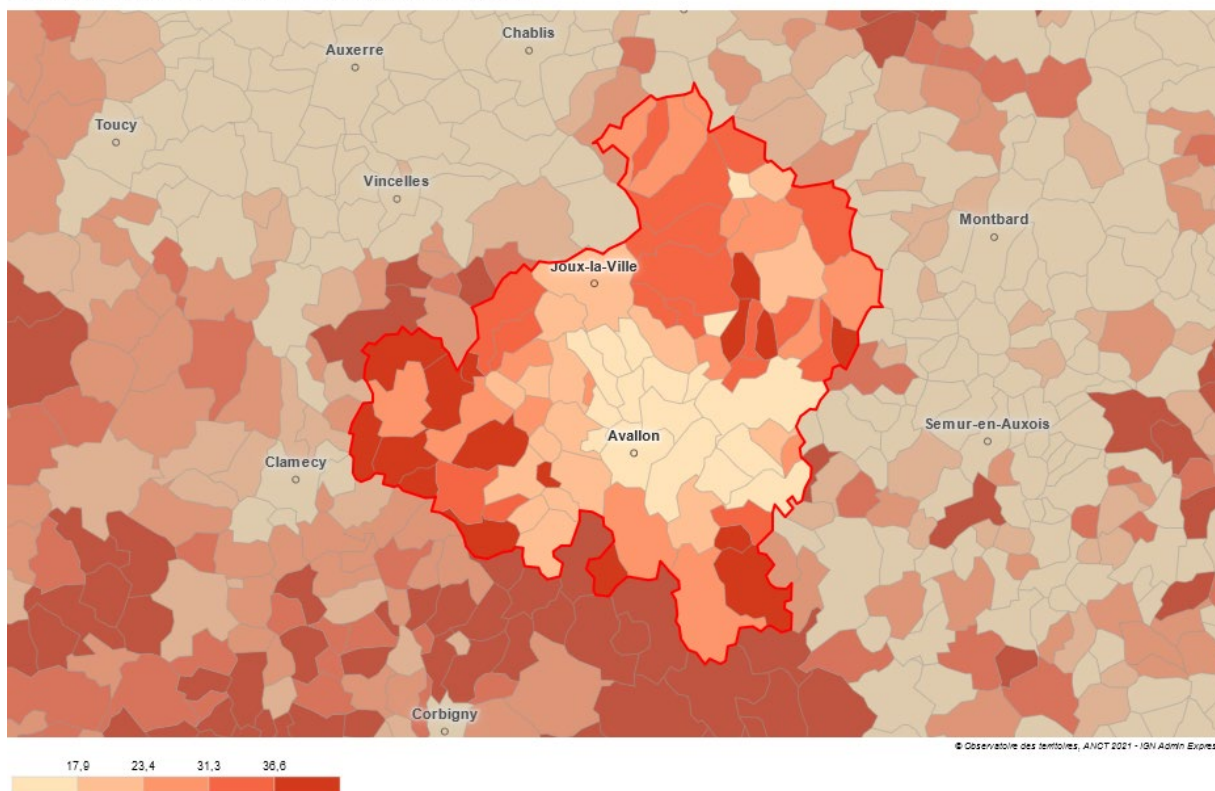 Chablis
Auxerre
Toucy
Vincelles
Montbard
Joux-la-Ville
Semur-en-Auxois
Avallon
Clamecy
Corbigny
© Observatoire des territoires, ANCT 2021 - IGN Admin Expres
17,9 23,4 31,3 36,6